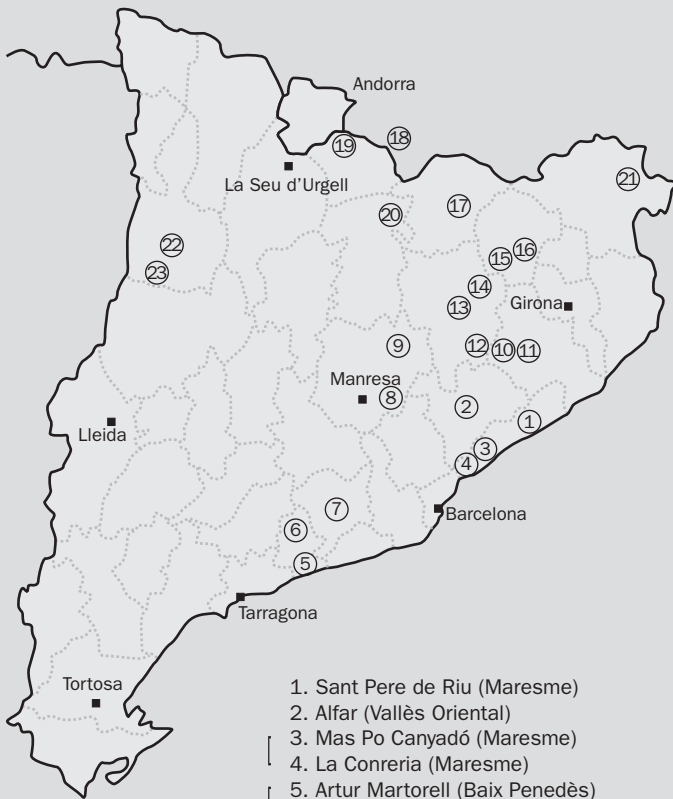 Andorra
18
19
La Seu d'Urgell
21
20
17
22
16
15
23
14
Girona
13
9
12
10
11
Manresa
8
2
1
Lleida
3
4
7
Barcelona
6
5
Tarragona
Tortosa
1. Sant Pere de Riu (Maresme)
2. Alfar (Vallès Oriental)
3. Mas Po Canyadó (Maresme)
4. La Conreria (Maresme)
5. Artur Martorell (Baix Penedès)